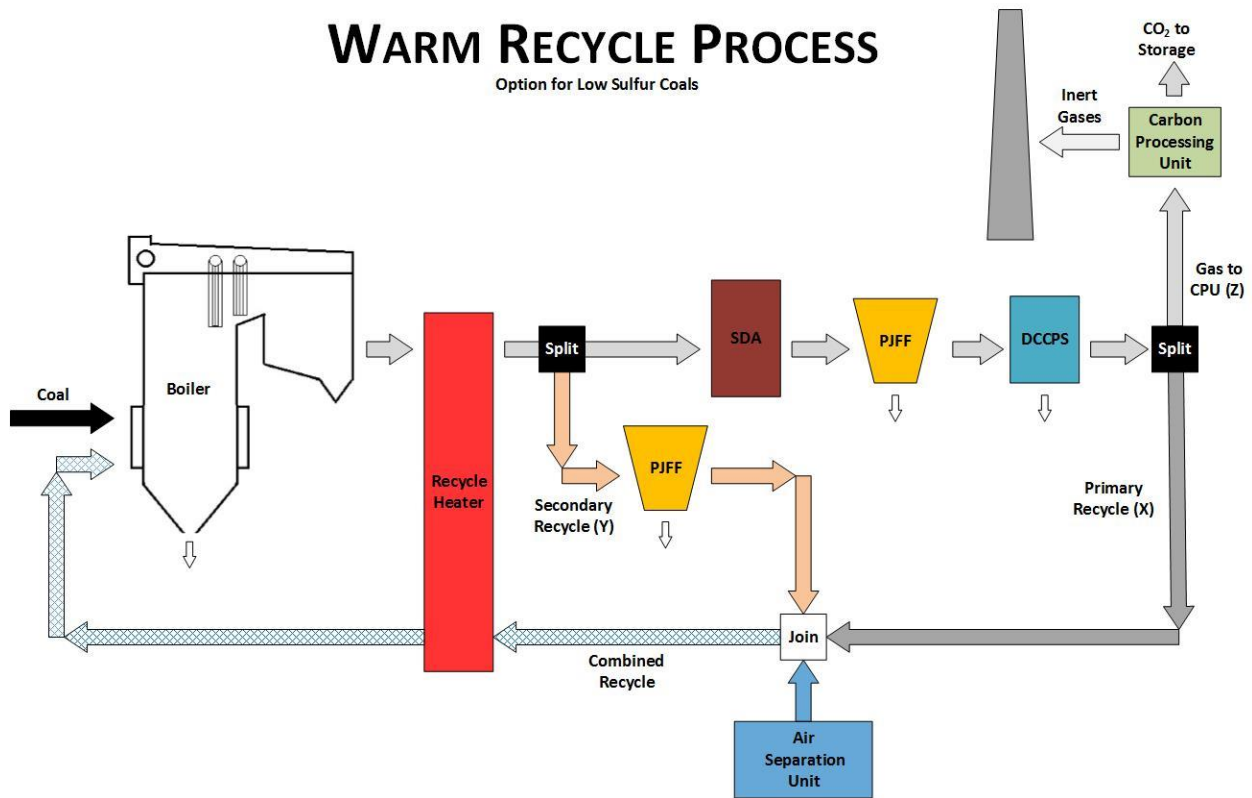 WARM RECYCLE PROCESS
Option for Low Sulfur Coals
CO₂ to
Storage
Inert
Gases
Carbon
Processing
Unit
Gas to
CPU (Z)
Coal
Boiler
Recycle
Heater
Split
SDA
PJFF
DCCPS
Split
Secondary
Recycle (Y)
PJFF
Primary
Recycle (X)
Join
Combined
Recycle
Air
Separation
Unit